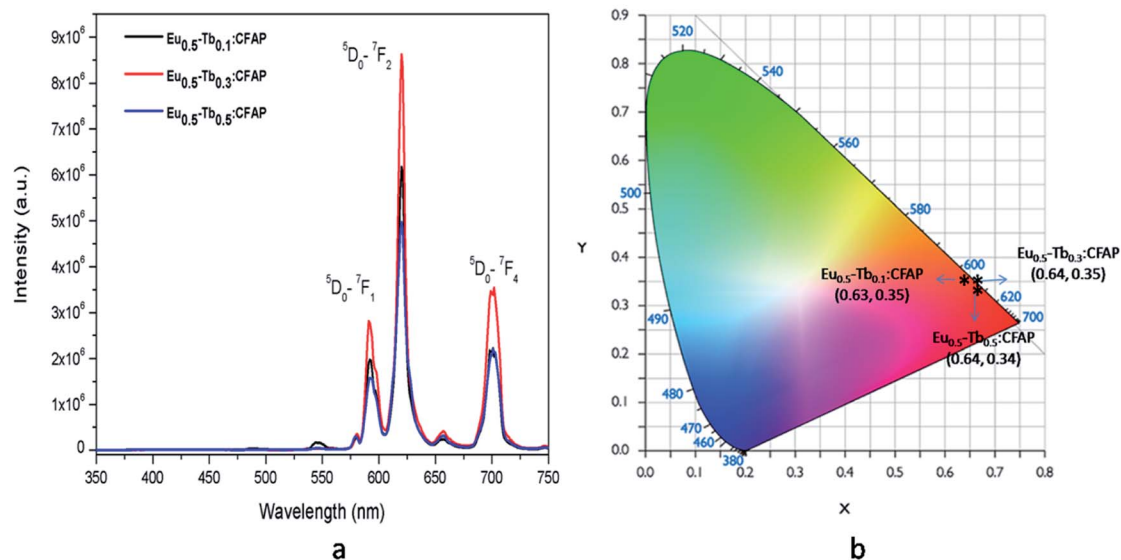 9x10⁶
8x10⁶
7x10⁶
6x10⁶
5x10⁶
4x10⁶
3x10⁶
2x10⁶
1x10⁶
0
Intensity (a.u.)
Eu0.5-Tb0.1:CFAP
Eu0.5-Tb0.3:CFAP
Eu0.5-Tb0.5:CFAP
⁵D₀- ⁷F₂
⁵D₀- ⁷F₁
⁵D₀- ⁷F₄
350 400 450 500 550 600 650 700 750
Wavelength (nm)
a
0.9
0.8
0.7
0.6
0.5
0.4
0.3
0.2
0.1
0.0
Y
520
540
560
500
580
600
620
700
490
480
470
460
380
Eu0.5-Tb0.1:CFAP
(0.63, 0.35)
Eu0.5-Tb0.3:CFAP
(0.64, 0.35)
Eu0.5-Tb0.5:CFAP
(0.64, 0.34)
0.0 0.1 0.2 0.3 0.4 0.5 0.6 0.7 0.8
X
b